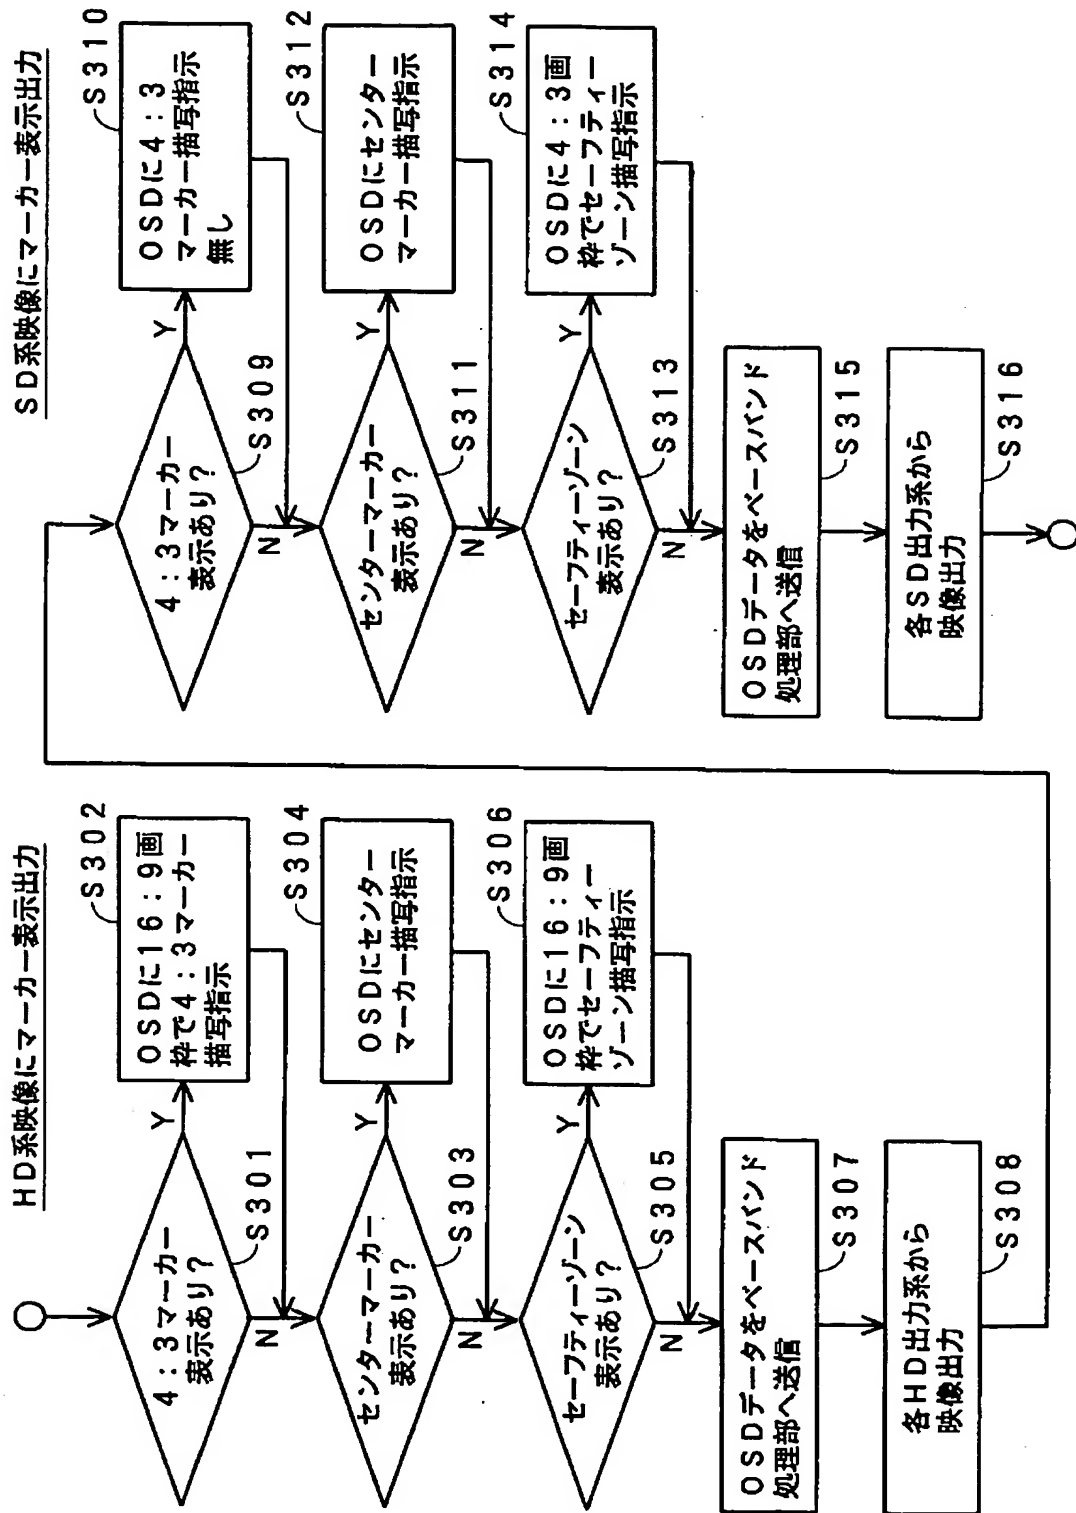 HD系映像にマーカー表示出力
4：3マーカー
表示あり？
S301
Y
N
OSDに16：9画
枠で4：3マーカー
描写指示
S302
センターマーカー
表示あり？
S303
Y
N
OSDにセンター
マーカー描写指示
S304
セーフティーゾーン
表示あり？
S305
Y
N
OSDに16：9画
枠でセーフティー
ゾーン描写指示
S306
OSDデータをベースバンド
処理部へ送信
S307
各HD出力系から
映像出力
S308
SD系映像にマーカー表示出力
4：3マーカー
表示あり？
S309
Y
N
OSDに4：3
マーカー描写指示
無し
S310
センターマーカー
表示あり？
S311
Y
N
OSDにセンター
マーカー描写指示
S312
セーフティーゾーン
表示あり？
S313
Y
N
OSDに4：3画
枠でセーフティー
ゾーン描写指示
S314
OSDデータをベースバンド
処理部へ送信
S315
各SD出力系から
映像出力
S316